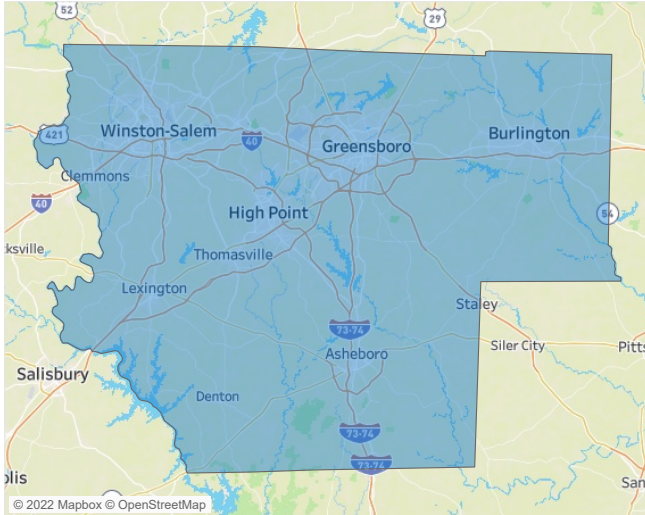 52
29
421
Winston-Salem
40
Greensboro
Burlington
Clemmons
40
High Point
54
cksville
Thomasville
Lexington
Staley
73-74
Siler City
Pitts
Asheboro
Salisbury
Denton
73-74
73-74
olis
San
© 2022 Mapbox © OpenStreetMap